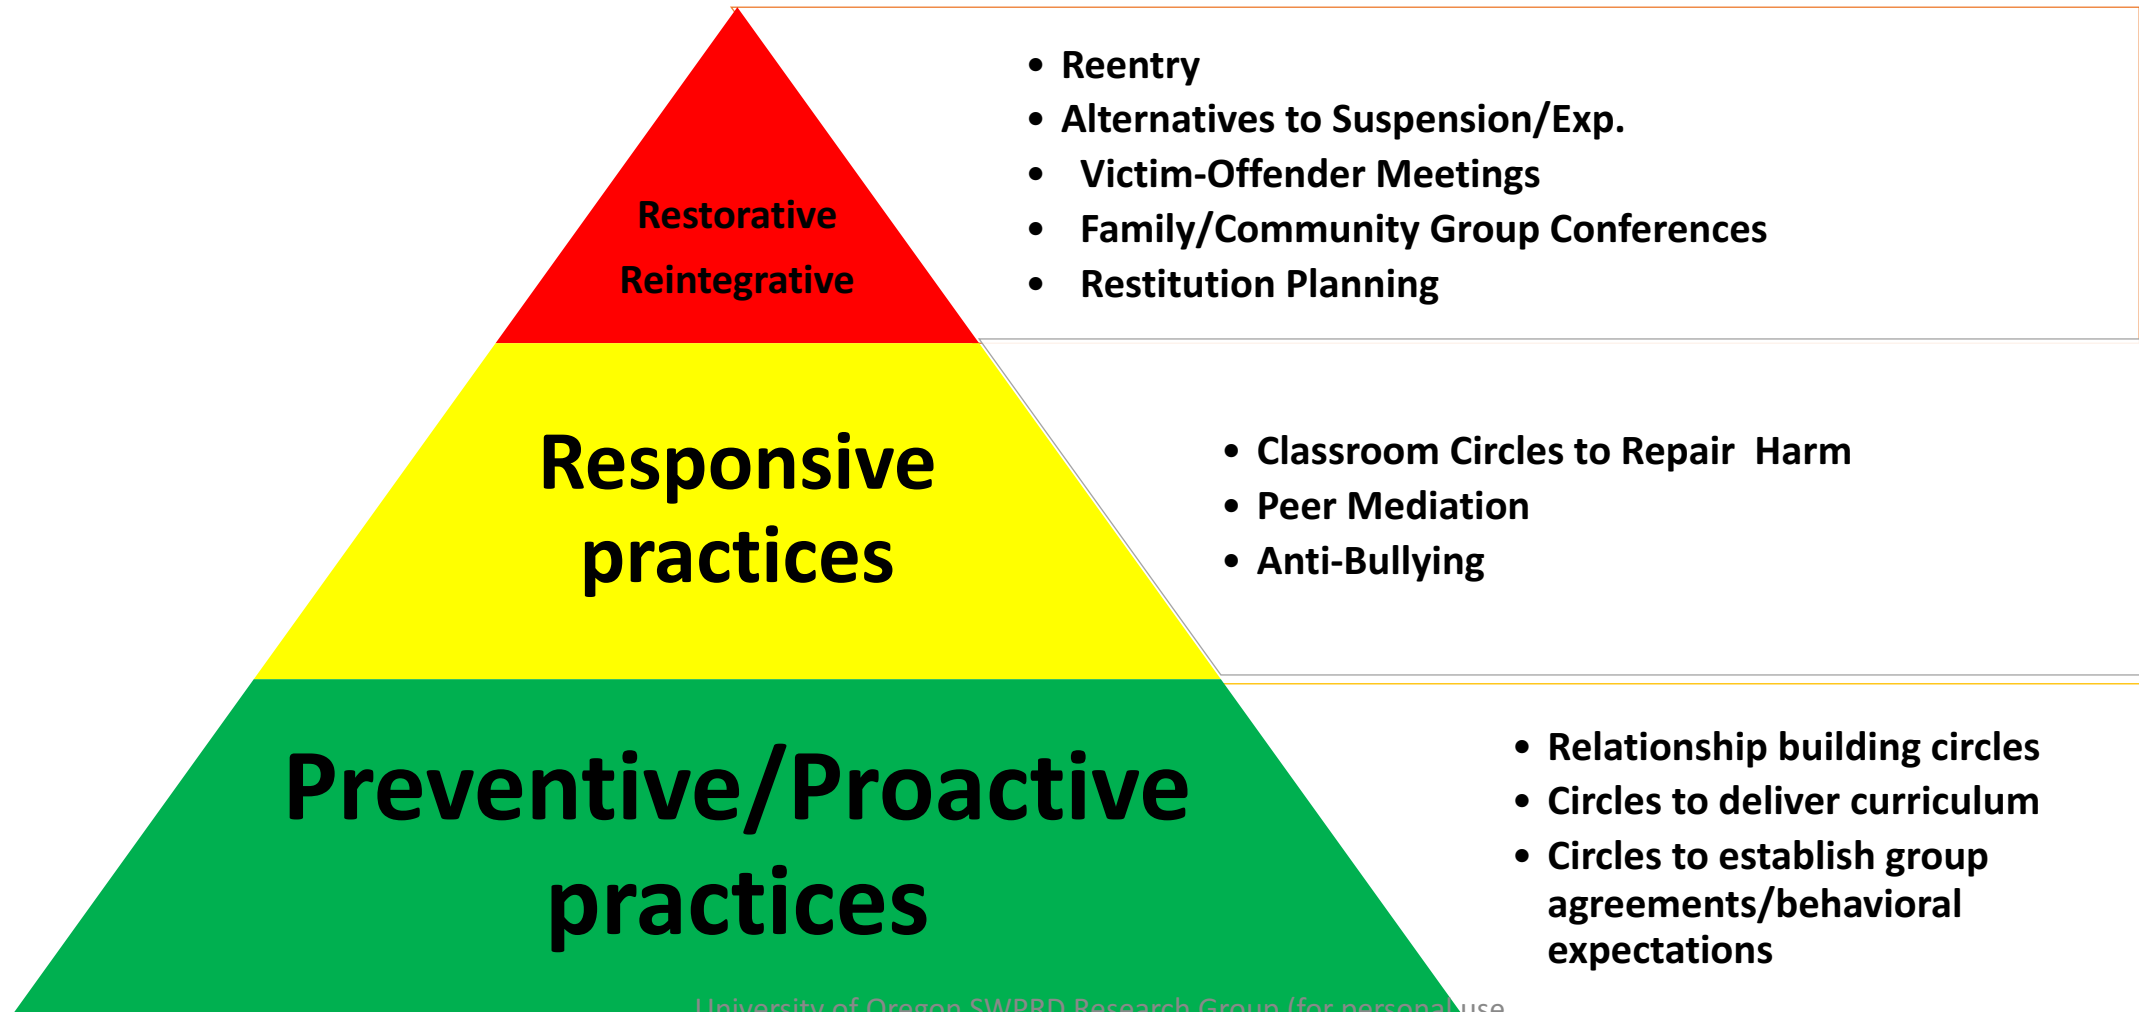 • Reentry
• Alternatives to Suspension/Exp.
• Victim-Offender Meetings
• Family/Community Group Conferences
• Restitution Planning
Restorative
Reintegrative
Responsive
practices
• Classroom Circles to Repair  Harm
• Peer Mediation
• Anti-Bullying
Preventive/Proactive
practices
• Relationship building circles
• Circles to deliver curriculum
• Circles to establish group
agreements/behavioral
expectations
University of Oregon SWPRD Research Group (for personal use